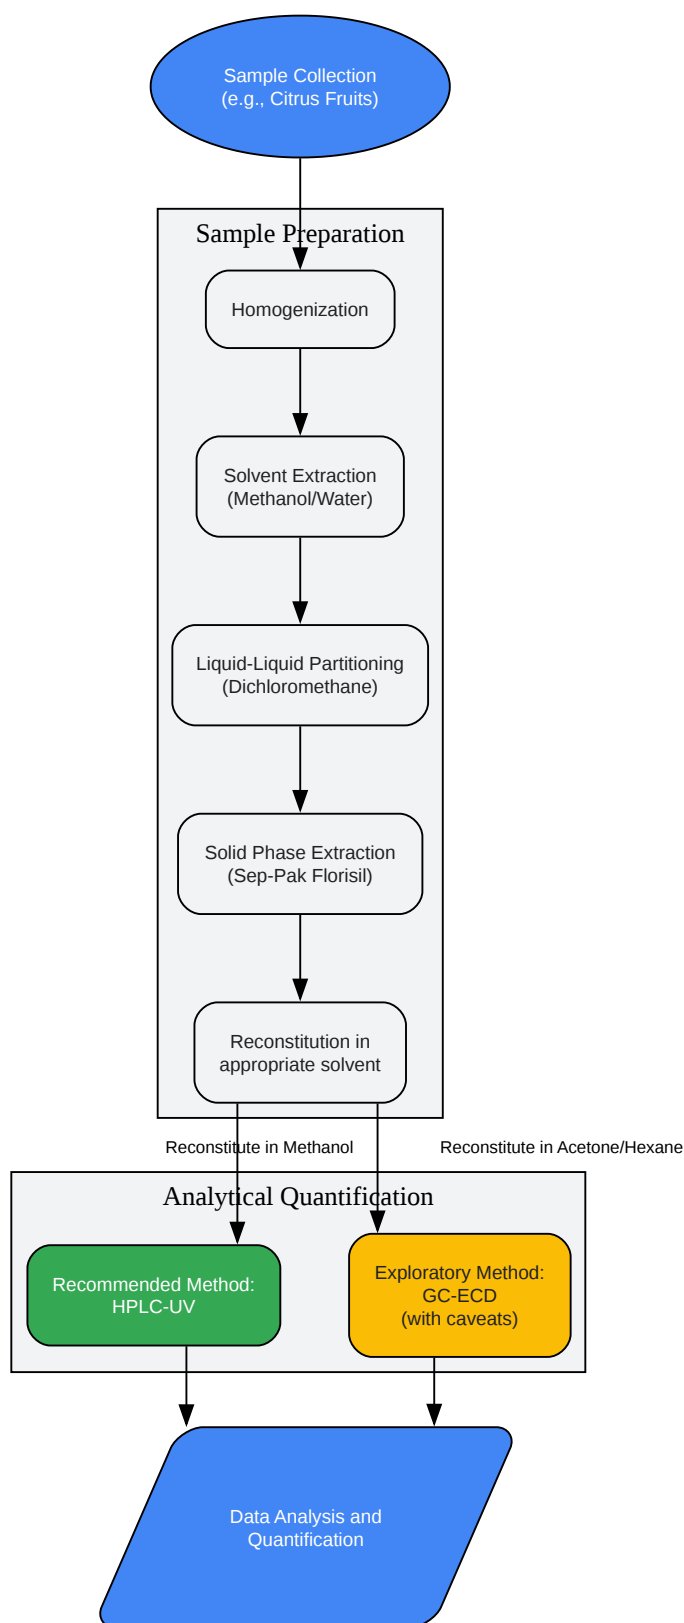 Sample Collection
(e.g., Citrus Fruits)
Sample Preparation
Homogenization
Solvent Extraction
(Methanol/Water)
Liquid-Liquid Partitioning
(Dichloromethane)
Solid Phase Extraction
(Sep-Pak Florisil)
Reconstitution in
appropriate solvent
Reconstitute in Methanol
Reconstitute in Acetone/Hexane
Analytical Quantification
Recommended Method:
HPLC-UV
Exploratory Method:
GC-ECD
(with caveats)
Data Analysis and
Quantification